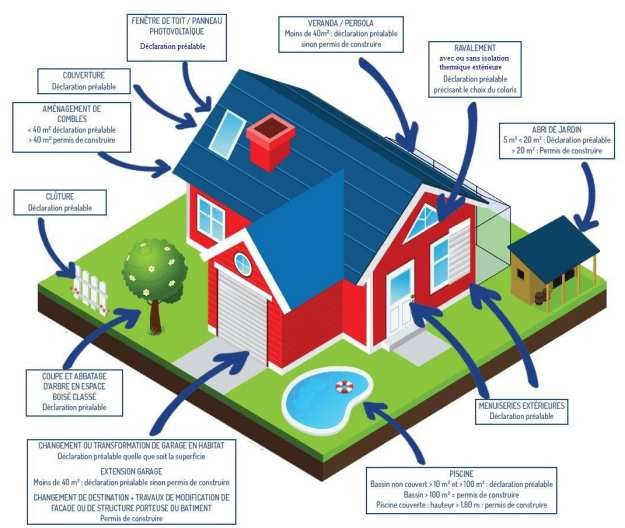 FENÊTRE DE TOIT / PANNEAU
PHOTOVOLTAÏQUE
Déclaration préalable
VERANDA / PERGOLA
Moins de 40m² : déclaration préalable
sinon permis de construire
RAVALEMENT
avec ou sans isolation
thermique extérieure
Déclaration préalable
précisant le choix du coloris
COUVERTURE
Déclaration préalable
AMÉNAGEMENT DE
COMBLES
< 40 m² déclaration préalable
> 40 m² permis de construire
ABRI DE JARDIN
5 m² < 20 m² : Déclaration préalable
> 20 m² : Permis de construire
CLÔTURE
Déclaration préalable
COUPE ET ABBATAGE
D'ARBRE EN ESPACE
BOISÉ CLASSÉ
Déclaration préalable
MENUISERIES EXTÉRIEURES
Déclaration préalable
CHANGEMENT OU TRANSFORMATION DE GARAGE EN HABITAT
Déclaration préalable quelle que soit la superficie
EXTENSION GARAGE
Moins de 40 m² : déclaration préalable sinon permis de construire
CHANGEMENT DE DESTINATION + TRAVAUX DE MODIFICATION DE
FACADE OU DE STRUCTURE PORTEUSE DU BATIMENT
Permis de construire
PISCINE
Bassin non couvert > 10 m² et > 100 m² : déclaration préalable
Bassin > 100 m² = permis de construire
Piscine couverte : hauteur > 1,80 m : permis de construire